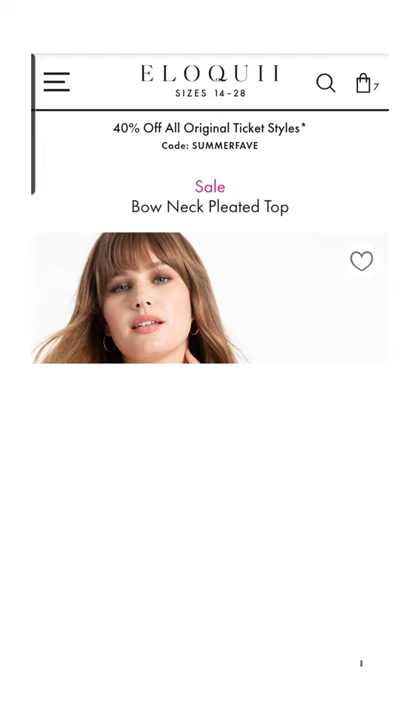 ELOQUII
SIZES 14-28
7
40% Off All Original Ticket Styles*
Code: SUMMERFAVE
Sale
Bow Neck Pleated Top